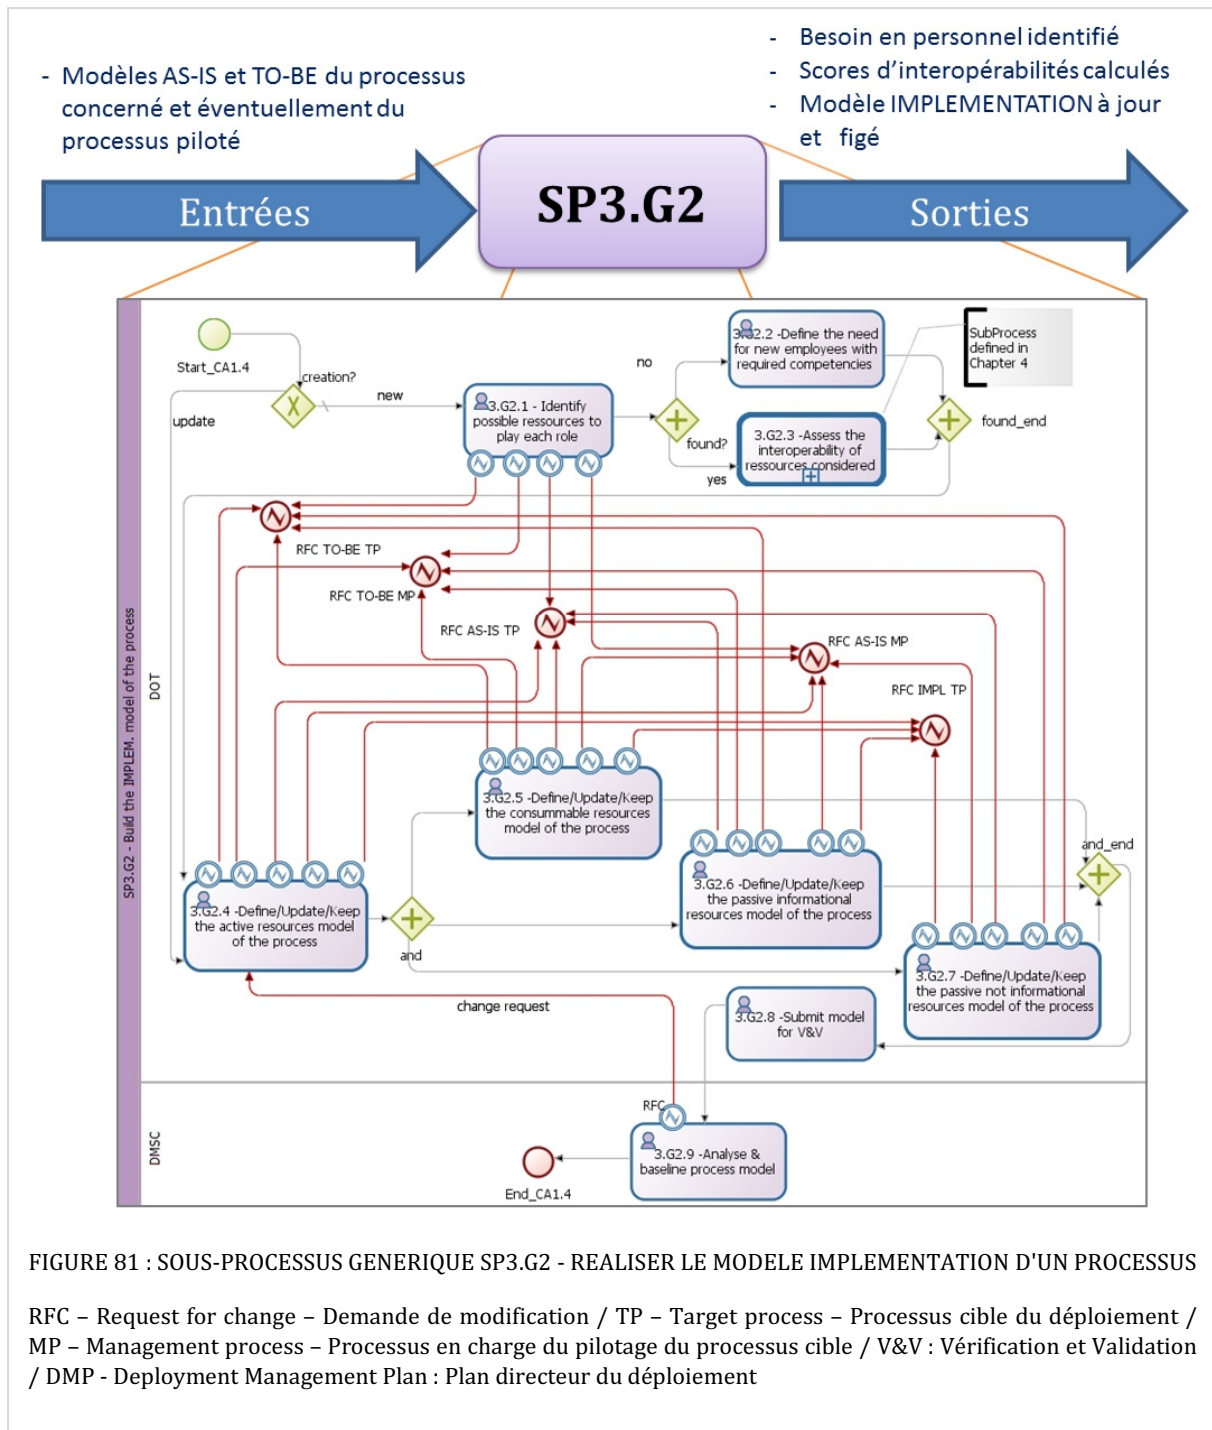 - Modèles AS-IS et TO-BE du processus
concerné et éventuellement du
processus piloté
- Besoin en personnel identifié
- Scores d'interopérabilités calculés
- Modèle IMPLEMENTATION à jour
et figé
Entrées
SP3.G2
Sorties
SP3.G2 - Build the IMPLEM. model of the process
DOT
Start_CA1.4
creation?
update
new
3.G2.1 - Identify
possible ressources to
play each role
no
found?
yes
3.G2.2 -Define the need
for new employees with
required competencies
3.G2.3 -Assess the
interoperability of
ressources considered
SubProcess
defined in
Chapter 4
found_end
RFC TO-BE TP
RFC TO-BE MP
RFC AS-IS TP
RFC AS-IS MP
RFC IMPL TP
3.G2.5 -Define/Update/Keep
the consummable resources
model of the process
and_end
3.G2.6 -Define/Update/Keep
the passive informational
resources model of the process
3.G2.4 -Define/Update/Keep
the active resources model
of the process
and
3.G2.7 -Define/Update/Keep
the passive not informational
resources model of the process
change request
3.G2.8 -Submit model
for V&V
DMSC
RFC
3.G2.9 -Analyse &
baseline process model
End_CA1.4
FIGURE 81 : SOUS-PROCESSUS GENERIQUE SP3.G2 - REALISER LE MODELE IMPLEMENTATION D'UN PROCESSUS
RFC – Request for change – Demande de modification / TP – Target process – Processus cible du déploiement /
MP – Management process – Processus en charge du pilotage du processus cible / V&V : Vérification et Validation
/ DMP - Deployment Management Plan : Plan directeur du déploiement